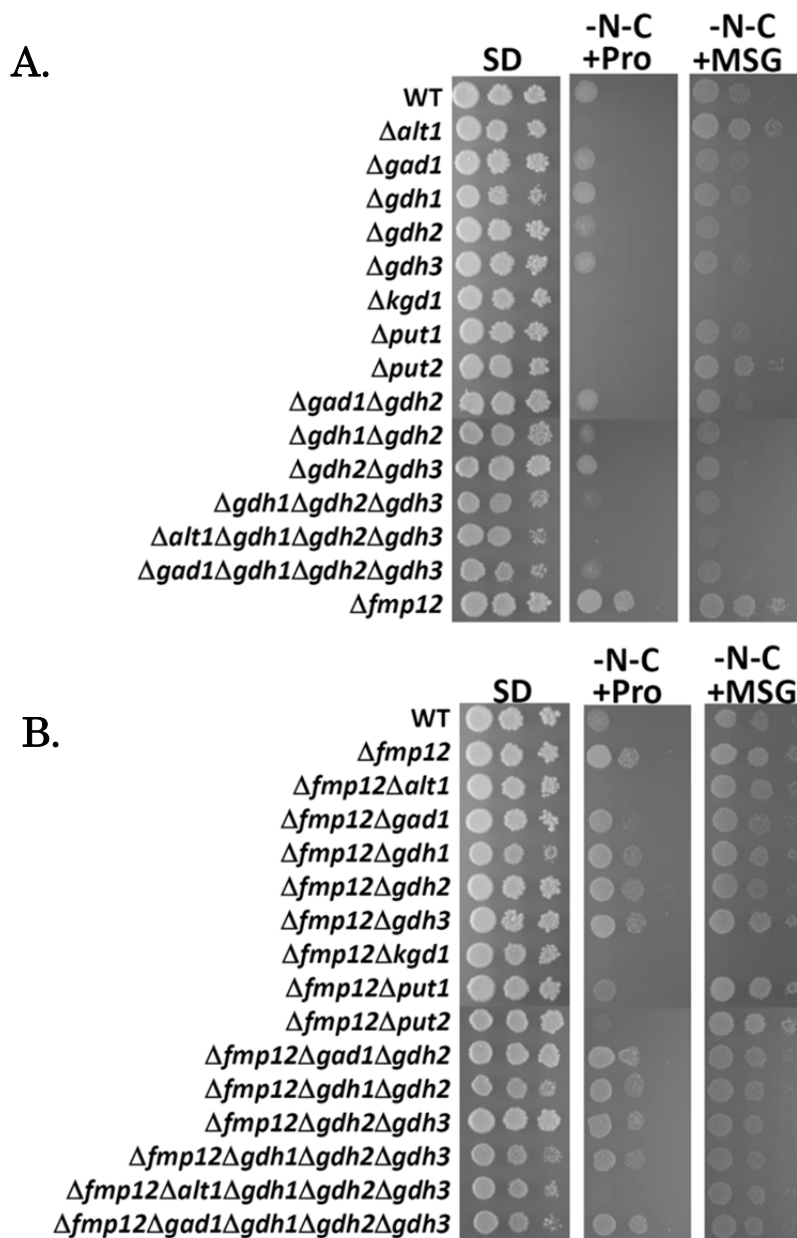 A.
SD
-N-C
+Pro
-N-C
+MSG
WT
Δalt1
Δgad1
Δgdh1
Δgdh2
Δgdh3
Δkgd1
Δput1
Δput2
Δgad1Δgdh2
Δgdh1Δgdh2
Δgdh2Δgdh3
Δgdh1Δgdh2Δgdh3
Δalt1Δgdh1Δgdh2Δgdh3
Δgad1Δgdh1Δgdh2Δgdh3
Δfmp12
B.
SD
-N-C
+Pro
-N-C
+MSG
WT
Δfmp12
Δfmp12Δalt1
Δfmp12Δgad1
Δfmp12Δgdh1
Δfmp12Δgdh2
Δfmp12Δgdh3
Δfmp12Δkgd1
Δfmp12Δput1
Δfmp12Δput2
Δfmp12Δgad1Δgdh2
Δfmp12Δgdh1Δgdh2
Δfmp12Δgdh2Δgdh3
Δfmp12Δgdh1Δgdh2Δgdh3
Δfmp12Δalt1Δgdh1Δgdh2Δgdh3
Δfmp12Δgad1Δgdh1Δgdh2Δgdh3